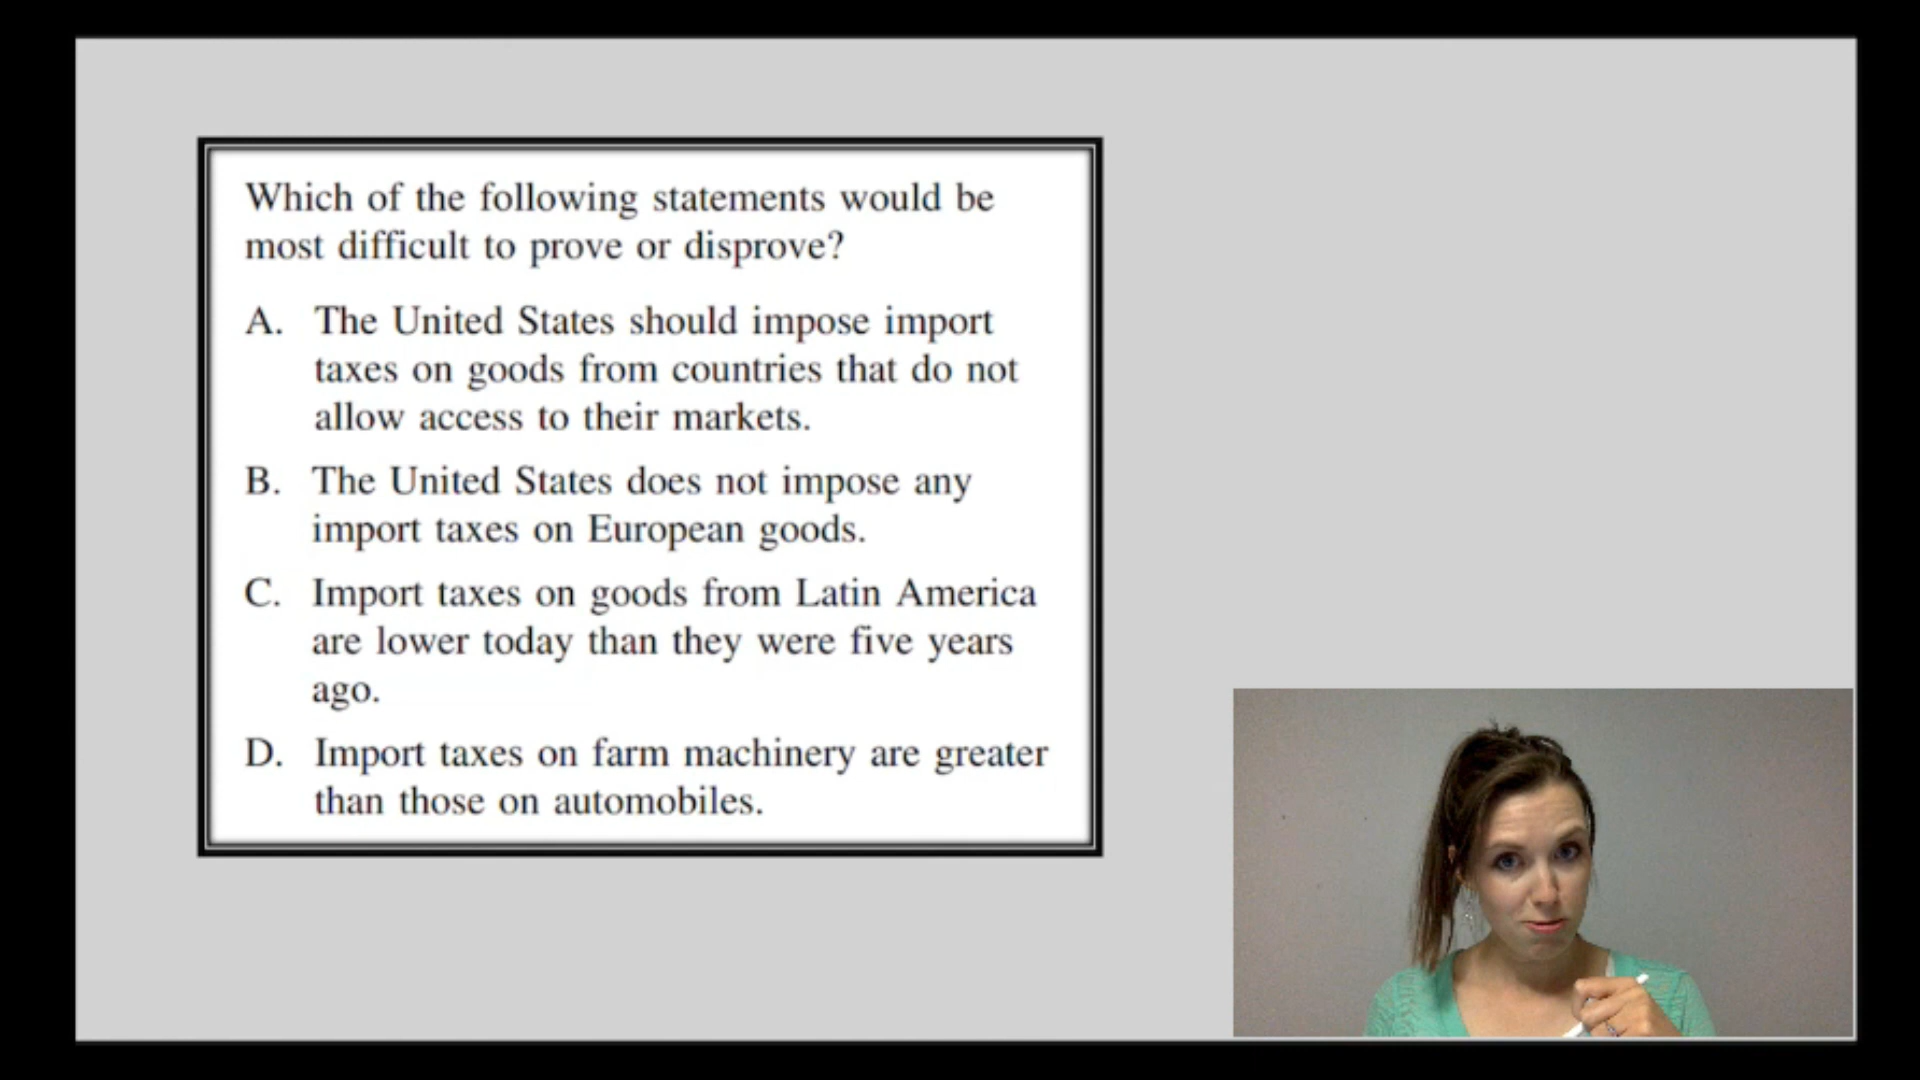 Which of the following statements would be
most difficult to prove or disprove?
A. The United States should impose import
taxes on goods from countries that do not
allow access to their markets.
B. The United States does not impose any
import taxes on European goods.
C. Import taxes on goods from Latin America
are lower today than they were five years
ago.
D. Import taxes on farm machinery are greater
than those on automobiles.